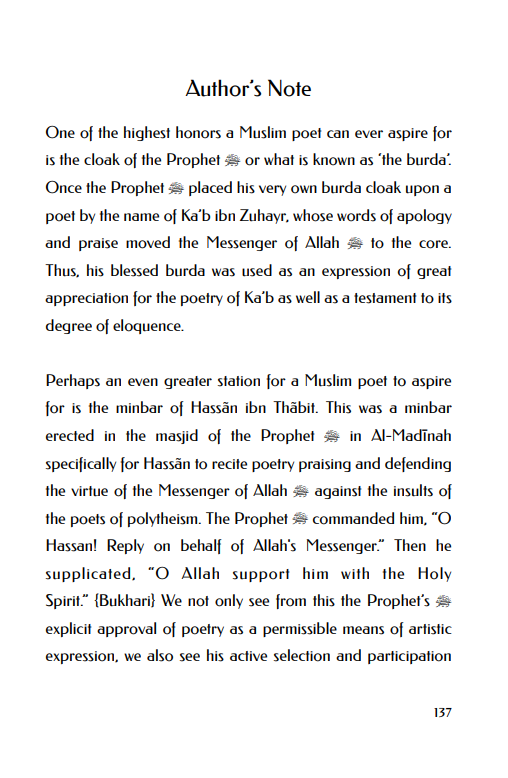 Author's Note
One of the highest honors a Muslim poet can ever aspire for
is the cloak of the Prophet ﷺ or what is known as 'the burda'.
Once the Prophet ﷺ placed his very own burda cloak upon a
poet by the name of Ka'b ibn Zuhayr, whose words of apology
and praise moved the Messenger of Allah ﷺ to the core.
Thus, his blessed burda was used as an expression of great
appreciation for the poetry of Ka'b as well as a testament to its
degree of eloquence.
Perhaps an even greater station for a Muslim poet to aspire
for is the minbar of Hassãn ibn Thãbit. This was a minbar
erected in the masjid of the Prophet ﷺ in Al-Madīnah
specifically for Hassãn to recite poetry praising and defending
the virtue of the Messenger of Allah ﷺ against the insults of
the poets of polytheism. The Prophet ﷺ commanded him, "O
Hassan! Reply on behalf of Allah's Messenger." Then he
supplicated, "O Allah support him with the Holy
Spirit." {Bukhari} We not only see from this the Prophet's ﷺ
explicit approval of poetry as a permissible means of artistic
expression, we also see his active selection and participation
137